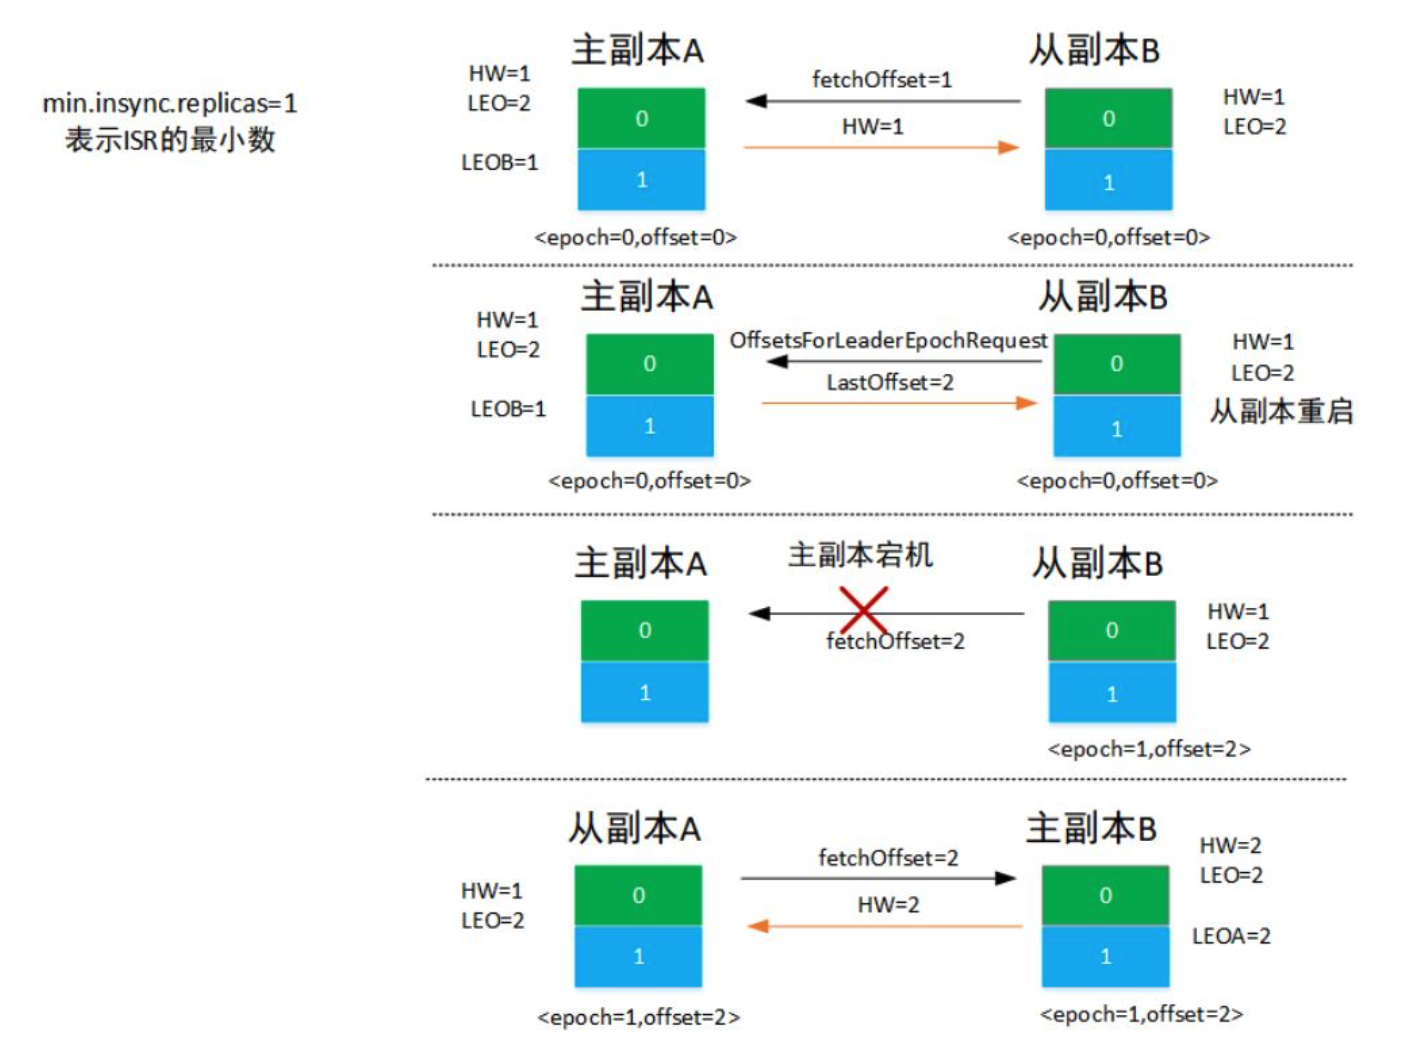 min.insync.replicas=1
表示ISR的最小数
主副本A
从副本B
HW=1
LEO=2
LEOB=1
0
1
fetchOffset=1
HW=1
0
1
HW=1
LEO=2
<epoch=0,offset=0>
<epoch=0,offset=0>
主副本A
从副本B
HW=1
LEO=2
LEOB=1
0
1
OffsetsForLeaderEpochRequest
LastOffset=2
0
1
HW=1
LEO=2
从副本重启
<epoch=0,offset=0>
<epoch=0,offset=0>
主副本A
主副本宕机
从副本B
0
1
fetchOffset=2
0
1
HW=1
LEO=2
<epoch=1,offset=2>
从副本A
主副本B
HW=1
LEO=2
0
1
fetchOffset=2
HW=2
0
1
HW=2
LEO=2
LEOA=2
<epoch=1,offset=2>
<epoch=1,offset=2>